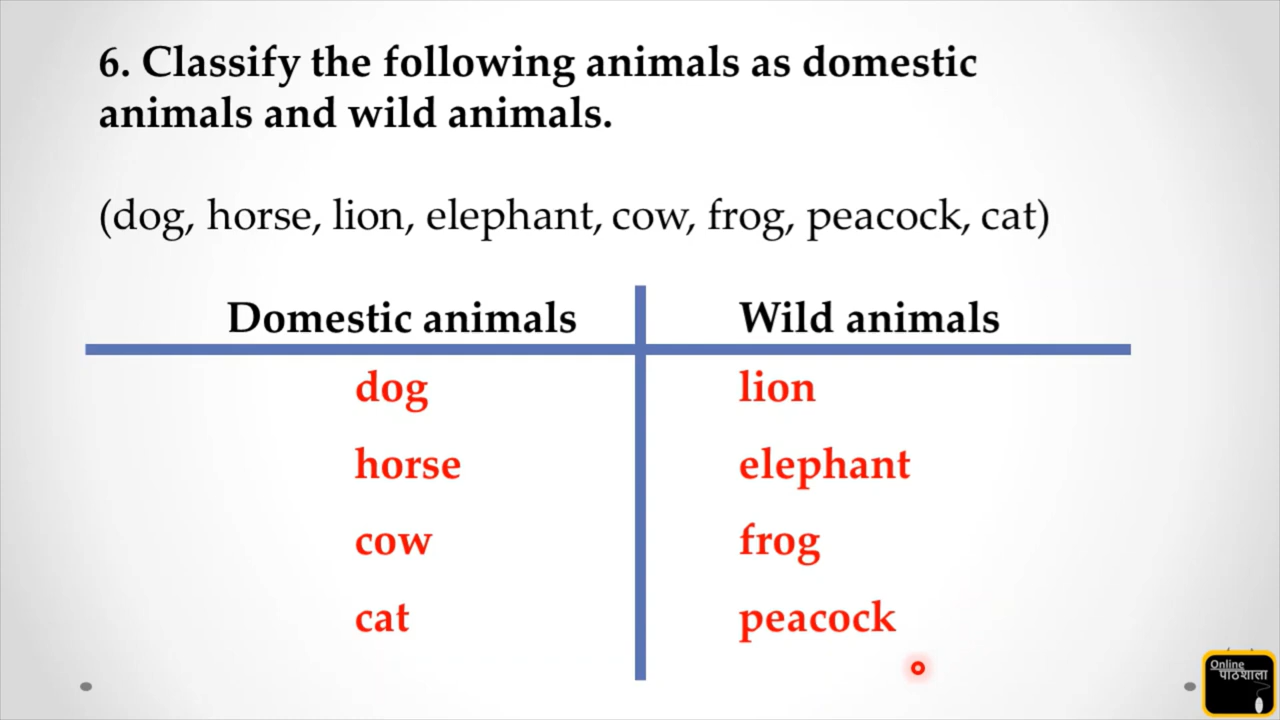 6. Classify the following animals as domestic
animals and wild animals.
(dog, horse, lion, elephant, cow, frog, peacock, cat)
Domestic animals Wild animals
dog lion
horse elephant
cow frog
cat peacock
Online
पाठशाला